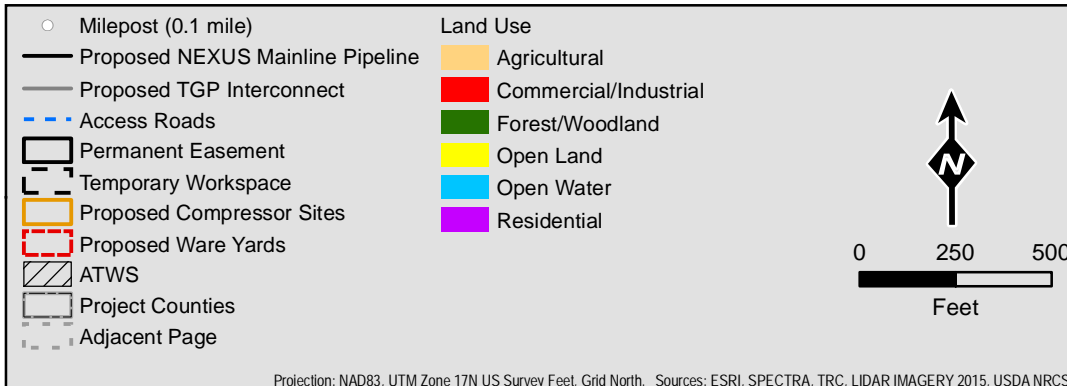 Milepost (0.1 mile)
Proposed NEXUS Mainline Pipeline
Proposed TGP Interconnect
Access Roads
Permanent Easement
Temporary Workspace
Proposed Compressor Sites
Proposed Ware Yards
ATWS
Project Counties
Adjacent Page
Land Use
Agricultural
Commercial/Industrial
Forest/Woodland
Open Land
Open Water
Residential
N
0 250 500
Feet
Projection: NAD83, UTM Zone 17N US Survey Feet, Grid North. Sources: ESRI, SPECTRA, TRC, LIDAR IMAGERY 2015, USDA NRCS